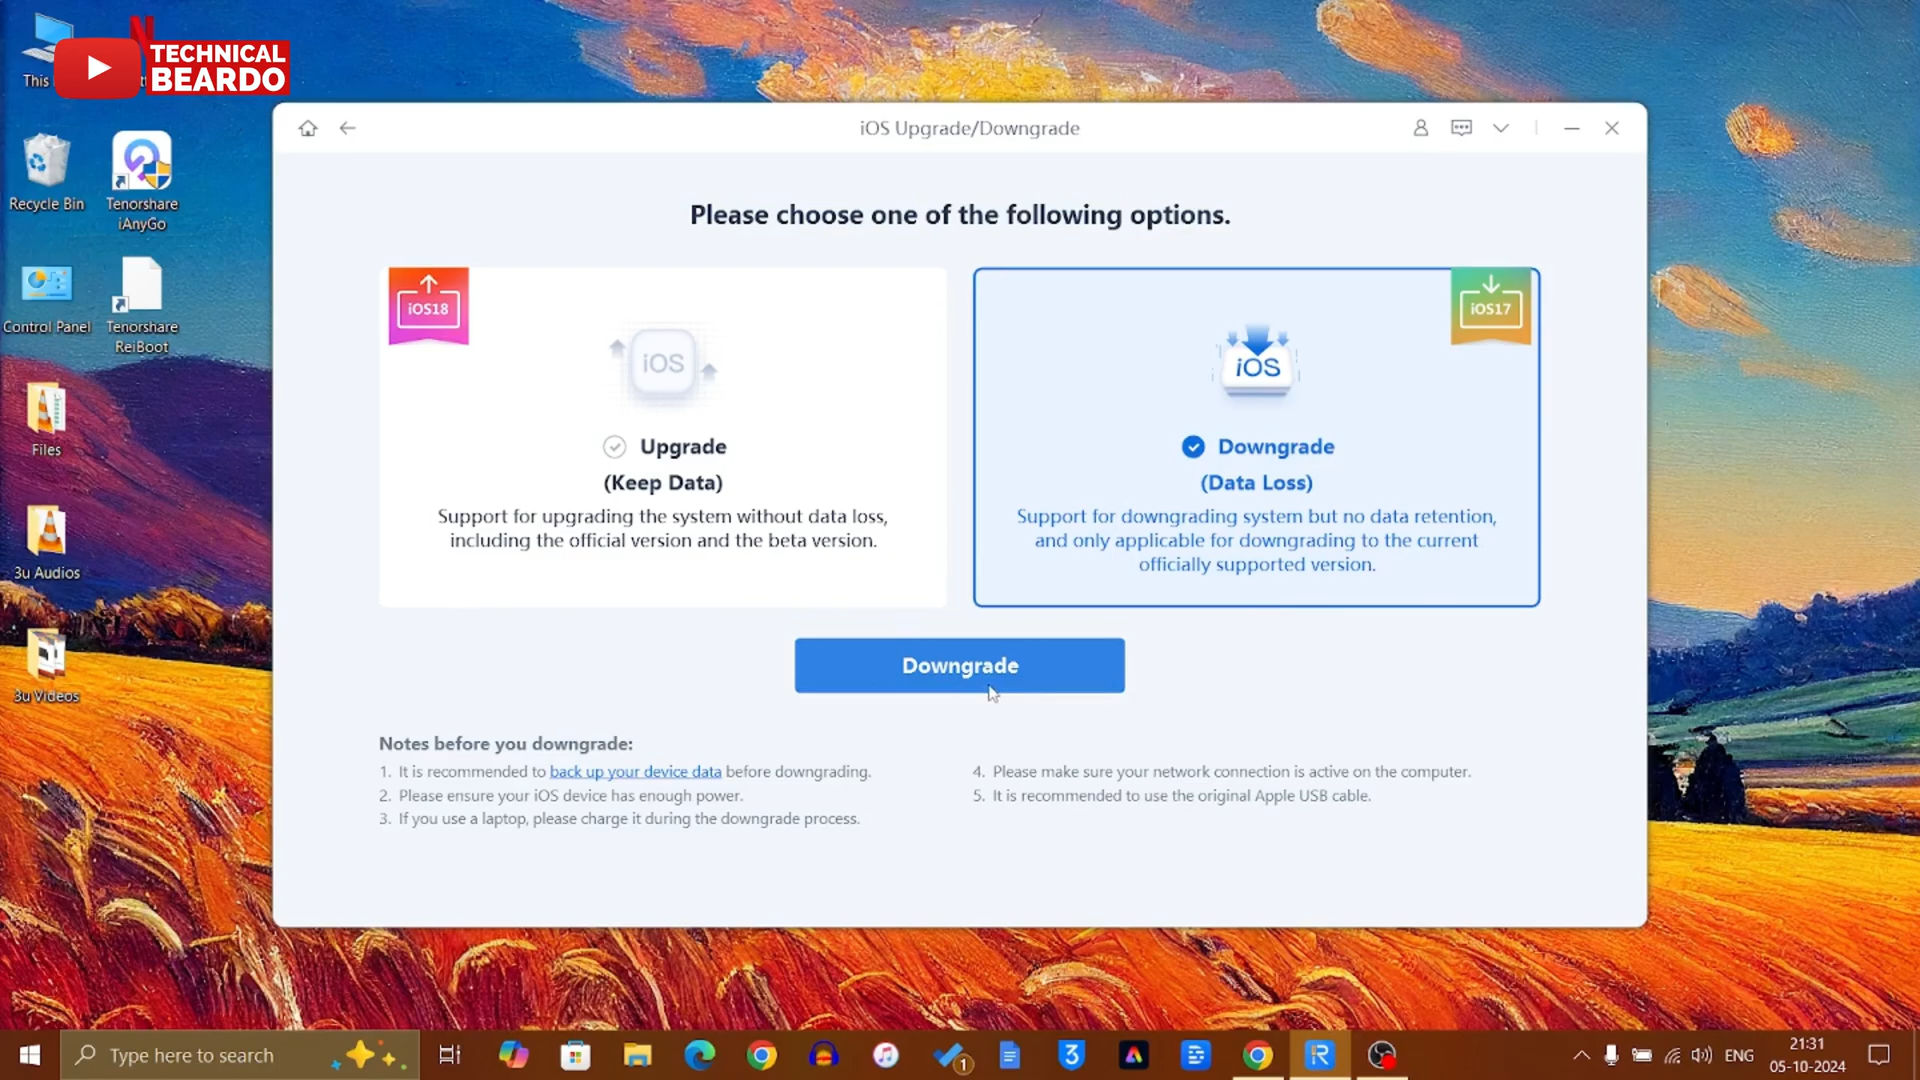 TECHNICAL
BEARDO
This
Recycle Bin
Tenorshare
iAnyGo
Control Panel
Tenorshare
ReiBoot
Files
3u Audios
3u Videos
iOS Upgrade/Downgrade
Please choose one of the following options.
iOS18
iOS
Upgrade
(Keep Data)
Support for upgrading the system without data loss,
including the official version and the beta version.
iOS17
iOS
Downgrade
(Data Loss)
Support for downgrading system but no data retention,
and only applicable for downgrading to the current
officially supported version.
Downgrade
Notes before you downgrade:
1. It is recommended to back up your device data before downgrading.
2. Please ensure your iOS device has enough power.
3. If you use a laptop, please charge it during the downgrade process.
4. Please make sure your network connection is active on the computer.
5. It is recommended to use the original Apple USB cable.
Type here to search
1
3
R
ENG
21:31
05-10-2024